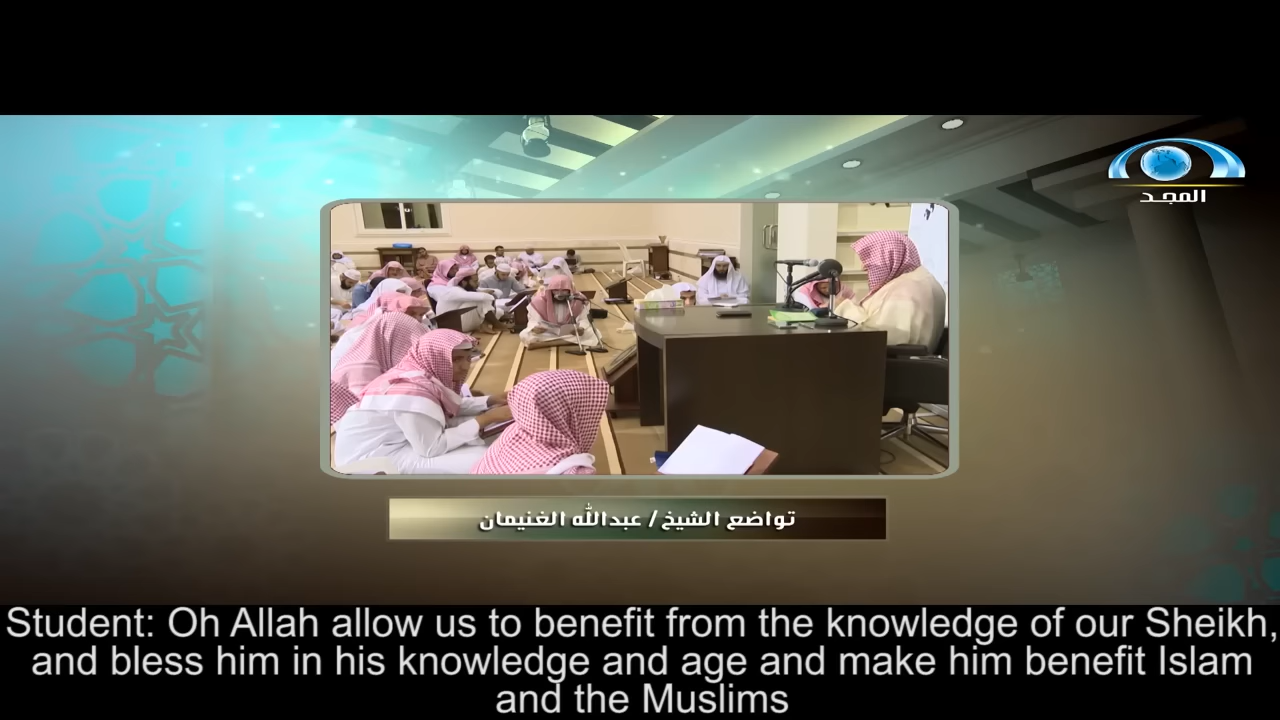 المجد
تواضع الشيخ / عبدالله الغنيمان
Student: Oh Allah allow us to benefit from the knowledge of our Sheikh,
and bless him in his knowledge and age and make him benefit Islam
and the Muslims